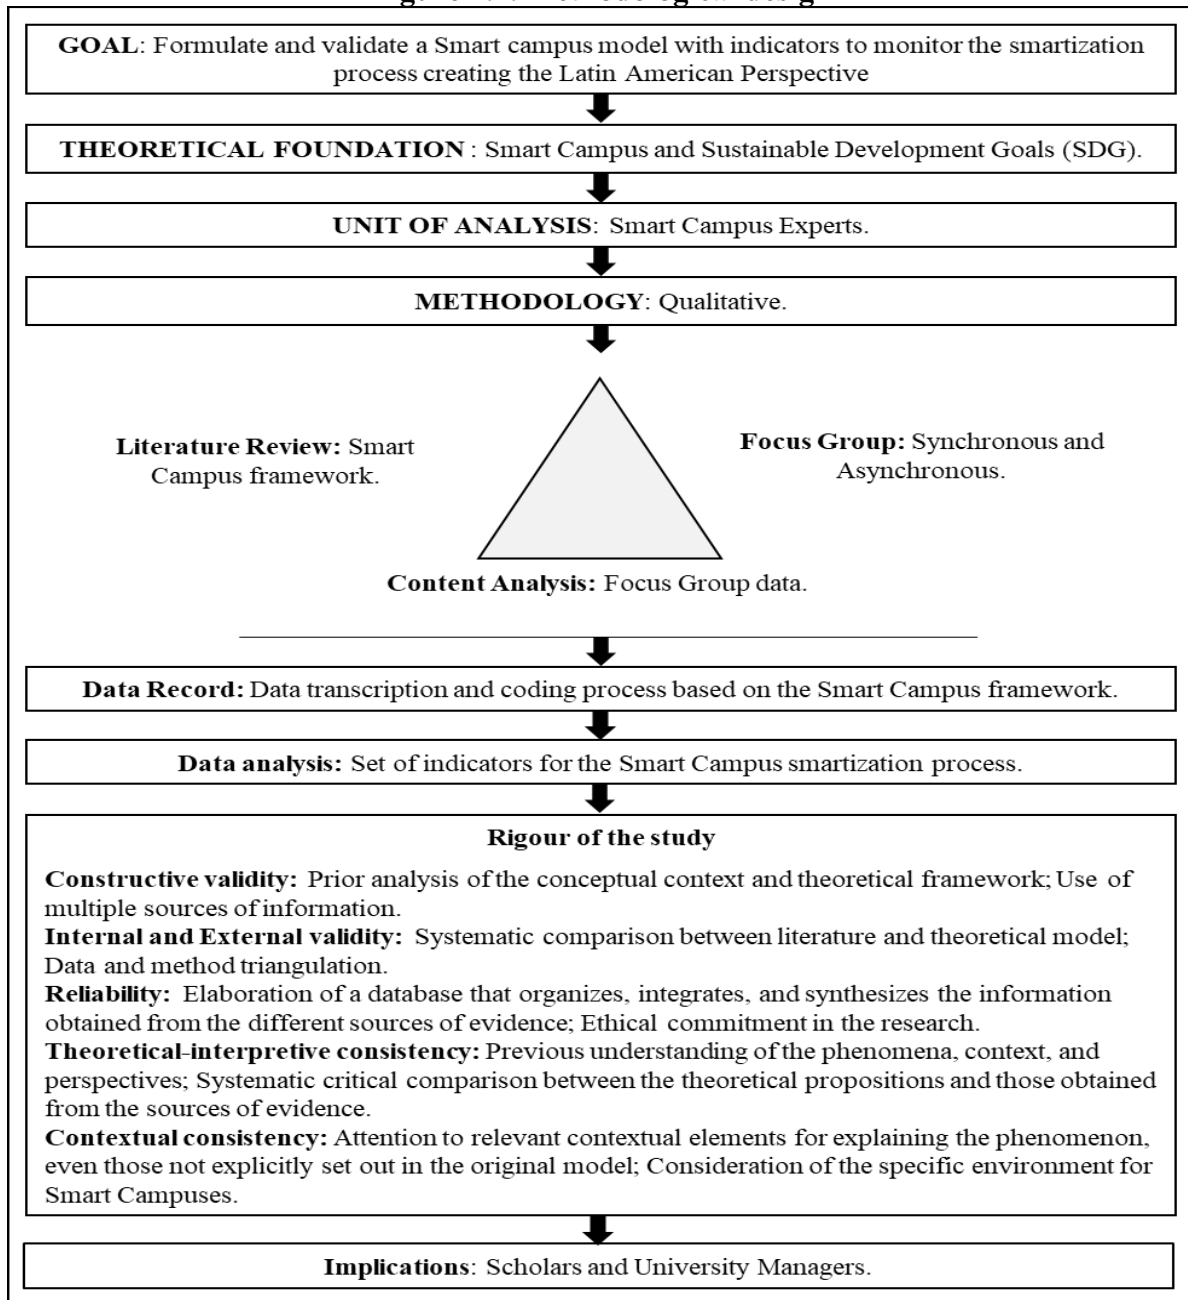 GOAL: Formulate and validate a Smart campus model with indicators to monitor the smartization
process creating the Latin American Perspective
THEORETICAL FOUNDATION : Smart Campus and Sustainable Development Goals (SDG).
UNIT OF ANALYSIS: Smart Campus Experts.
METHODOLOGY: Qualitative.
Literature Review: Smart
Campus framework.
Focus Group: Synchronous and
Asynchronous.
Content Analysis: Focus Group data.
Data Record: Data transcription and coding process based on the Smart Campus framework.
Data analysis: Set of indicators for the Smart Campus smartization process.
Rigour of the study
Constructive validity: Prior analysis of the conceptual context and theoretical framework; Use of
multiple sources of information.
Internal and External validity: Systematic comparison between literature and theoretical model;
Data and method triangulation.
Reliability: Elaboration of a database that organizes, integrates, and synthesizes the information
obtained from the different sources of evidence; Ethical commitment in the research.
Theoretical-interpretive consistency: Previous understanding of the phenomena, context, and
perspectives; Systematic critical comparison between the theoretical propositions and those obtained
from the sources of evidence.
Contextual consistency: Attention to relevant contextual elements for explaining the phenomenon,
even those not explicitly set out in the original model; Consideration of the specific environment for
Smart Campuses.
Implications: Scholars and University Managers.